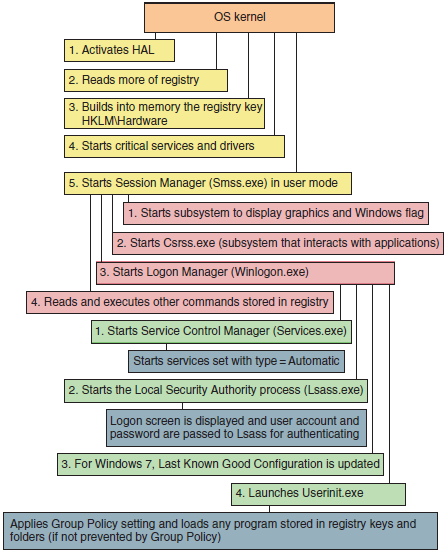 OS kernel
1. Activates HAL
2. Reads more of registry
3. Builds into memory the registry key
HKLM\Hardware
4. Starts critical services and drivers
5. Starts Session Manager (Smss.exe) in user mode
1. Starts subsystem to display graphics and Windows flag
2. Starts Csrss.exe (subsystem that interacts with applications)
3. Starts Logon Manager (Winlogon.exe)
4. Reads and executes other commands stored in registry
1. Starts Service Control Manager (Services.exe)
Starts services set with type = Automatic
2. Starts the Local Security Authority process (Lsass.exe)
Logon screen is displayed and user account and
password are passed to Lsass for authenticating
3. For Windows 7, Last Known Good Configuration is updated
4. Launches Userinit.exe
Applies Group Policy setting and loads any program stored in registry keys and
folders (if not prevented by Group Policy)